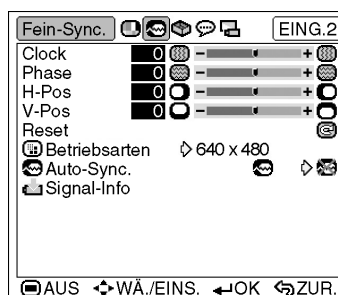 Fein-Sync. EING.2
Clock 0 - +
Phase 0 - +
H-Pos 0 - +
V-Pos 0 - +
Reset
Betriebsarten 640 x 480
Auto-Sync.
Signal-Info
AUS WÄ./EINS. OK ZUR.